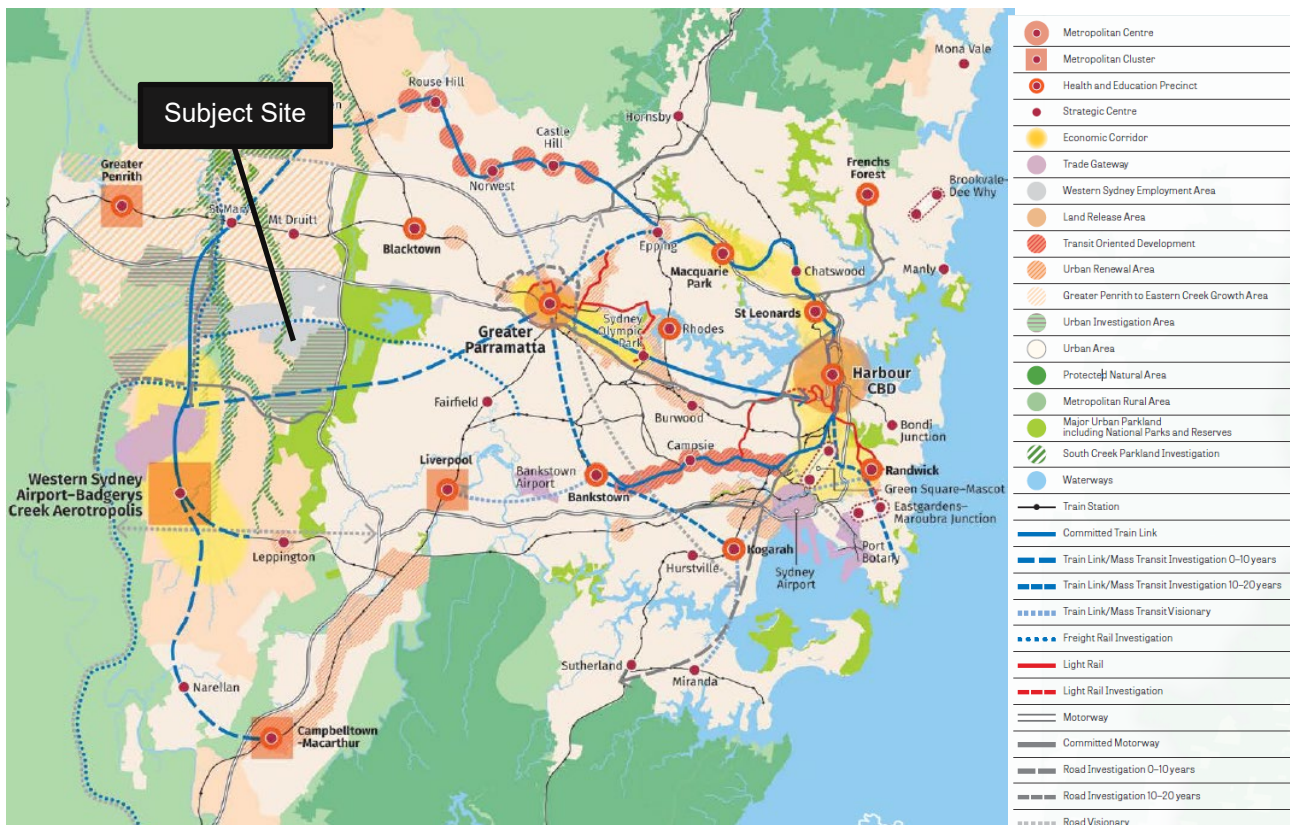 Mona Vale
Rouse Hill
Subject Site
Hornsby
Castle
Hill
Greater
Penrith
Norwest
Frenchs
Forest
Brookvale-
Dee Why
St Marys
Mt Druitt
Blacktown
Epping
Macquarie
Park
Chatswood
Manly
St Leonards
Greater
Parramatta
Sydney
Olympic
Park
Rhodes
Harbour
CBD
Fairfield
Burwood
Bondi
Junction
Campsie
Liverpool
Bankstown
Airport
Bankstown
Randwick
Green Square-Mascot
Eastgardens-
Maroubra Junction
Western Sydney
Airport-Badgerys
Creek Aerotropolis
Leppington
Kogarah
Hurstville
Sydney
Airport
Port
Botany
Sutherland
Miranda
Narellan
Campbelltown
-Macarthur
Metropolitan Centre
Metropolitan Cluster
Health and Education Precinct
Strategic Centre
Economic Corridor
Trade Gateway
Western Sydney Employment Area
Land Release Area
Transit Oriented Development
Urban Renewal Area
Greater Penrith to Eastern Creek Growth Area
Urban Investigation Area
Urban Area
Protected Natural Area
Metropolitan Rural Area
Major Urban Parkland
including National Parks and Reserves
South Creek Parkland Investigation
Waterways
Train Station
Committed Train Link
Train Link/Mass Transit Investigation 0–10 years
Train Link/Mass Transit Investigation 10–20 years
Train Link/Mass Transit Visionary
Freight Rail Investigation
Light Rail
Light Rail Investigation
Motorway
Committed Motorway
Road Investigation 0–10 years
Road Investigation 10–20 years
Road Visionary